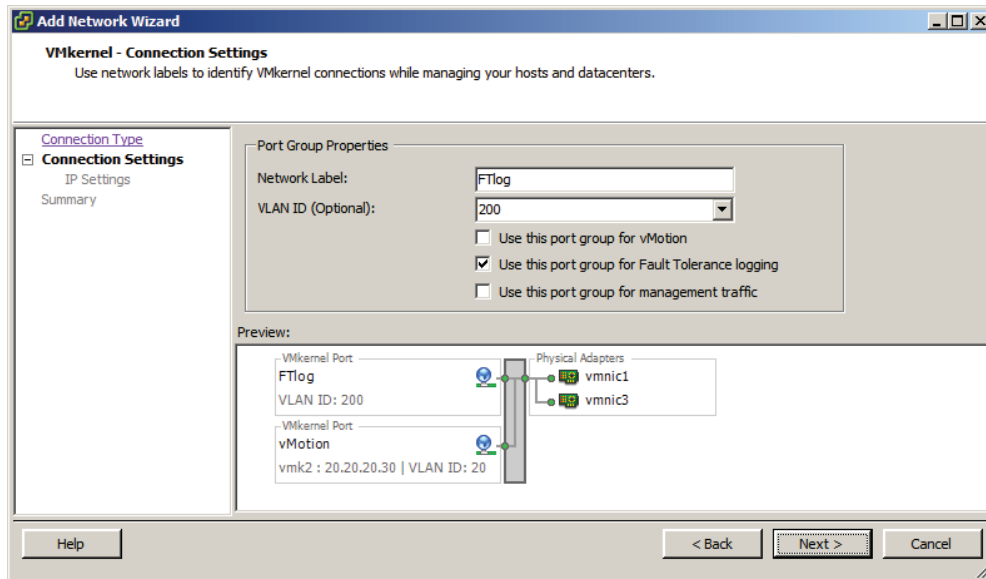 Add Network Wizard
VMkernel - Connection Settings
Use network labels to identify VMkernel connections while managing your hosts and datacenters.
Connection Type
Connection Settings
IP Settings
Summary
Port Group Properties
Network Label: FTlog
VLAN ID (Optional): 200
Use this port group for vMotion
Use this port group for Fault Tolerance logging
Use this port group for management traffic
Preview:
VMkernel Port
FTlog
VLAN ID: 200
VMkernel Port
vMotion
vmk2 : 20.20.20.30 | VLAN ID: 20
Physical Adapters
vmnic1
vmnic3
Help
< Back
Next >
Cancel